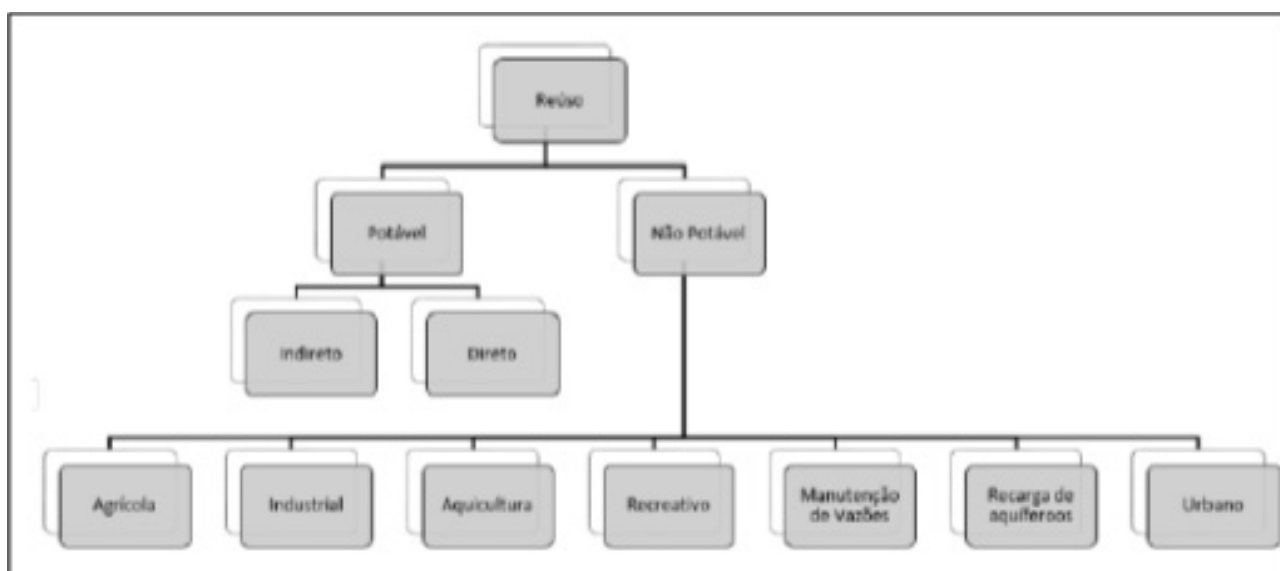 Reúso
Potável
Não Potável
Indireto
Direto
Agrícola
Industrial
Aquicultura
Recreativo
Manutenção
de Vazões
Recarga de
aquíferos
Urbano